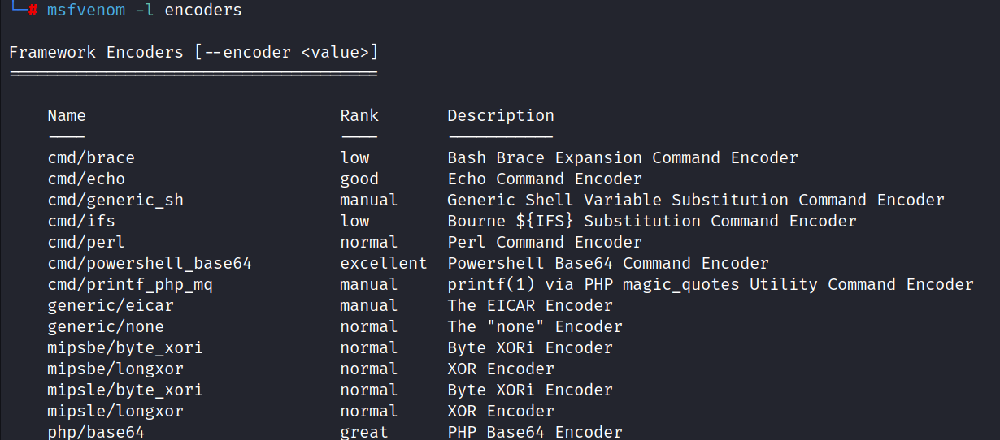 └─# msfvenom -l encoders
Framework Encoders [--encoder <value>]
======================================
Name Rank Description
---- ---- -----------
cmd/brace low Bash Brace Expansion Command Encoder
cmd/echo good Echo Command Encoder
cmd/generic_sh manual Generic Shell Variable Substitution Command Encoder
cmd/ifs low Bourne ${IFS} Substitution Command Encoder
cmd/perl normal Perl Command Encoder
cmd/powershell_base64 excellent Powershell Base64 Command Encoder
cmd/printf_php_mq manual printf(1) via PHP magic_quotes Utility Command Encoder
generic/eicar manual The EICAR Encoder
generic/none normal The "none" Encoder
mipsbe/byte_xori normal Byte XORi Encoder
mipsbe/longxor normal XOR Encoder
mipsle/byte_xori normal Byte XORi Encoder
mipsle/longxor normal XOR Encoder
php/base64 great PHP Base64 Encoder